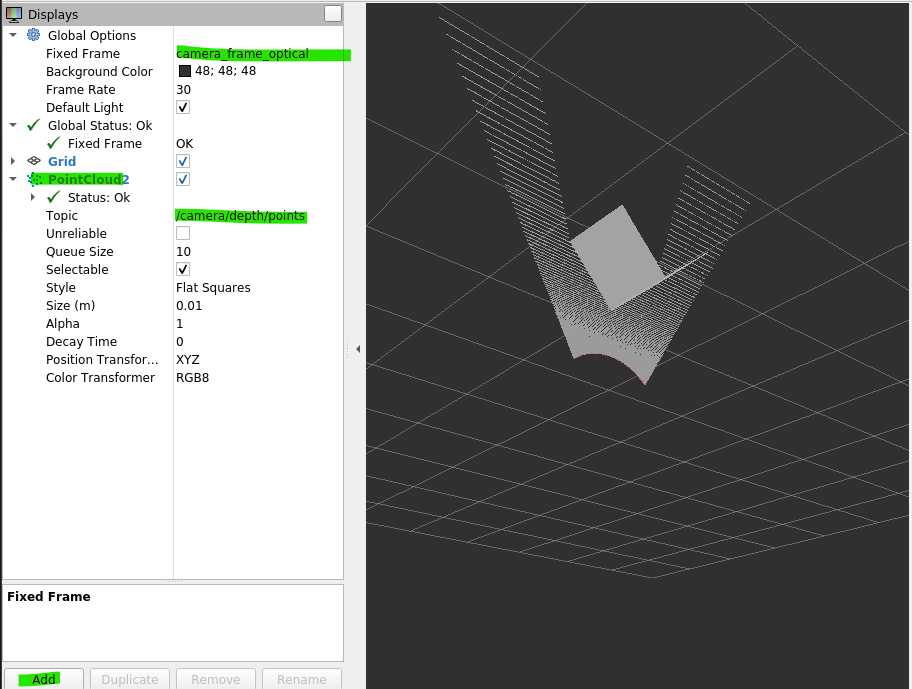 Displays
Global Options
Fixed Frame camera_frame_optical
Background Color 48; 48; 48
Frame Rate 30
Default Light
Global Status: Ok
Fixed Frame OK
Grid
PointCloud2
Status: Ok
Topic /camera/depth/points
Unreliable
Queue Size 10
Selectable
Style Flat Squares
Size (m) 0.01
Alpha 1
Decay Time 0
Position Transfor... XYZ
Color Transformer RGB8
Fixed Frame
Add Duplicate Remove Rename